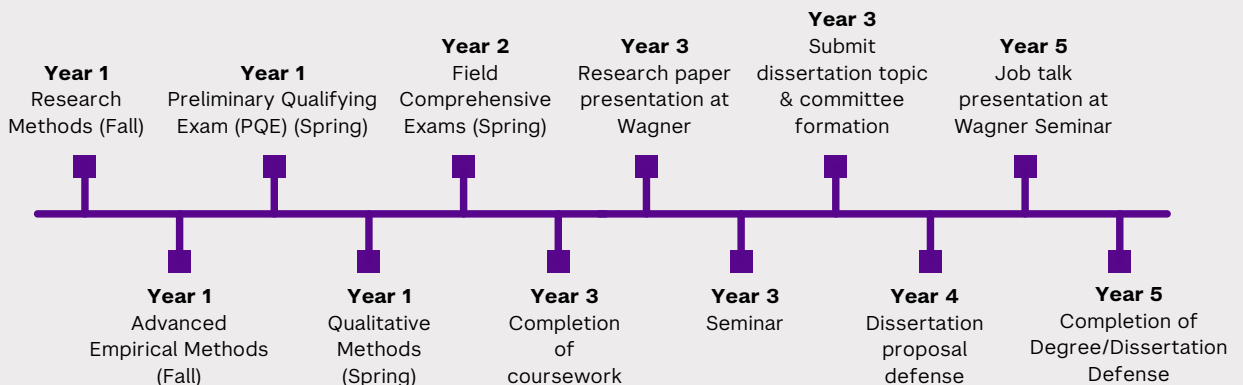 Year 1
Research
Methods (Fall)
Year 1
Preliminary Qualifying
Exam (PQE) (Spring)
Year 2
Field
Comprehensive
Exams (Spring)
Year 3
Research paper
presentation at
Wagner
Year 3
Submit
dissertation topic
& committee
formation
Year 5
Job talk
presentation at
Wagner Seminar
Year 1
Advanced
Empirical Methods
(Fall)
Year 1
Qualitative
Methods
(Spring)
Year 3
Completion
of
coursework
Year 3
Seminar
Year 4
Dissertation
proposal
defense
Year 5
Completion of
Degree/Dissertation
Defense